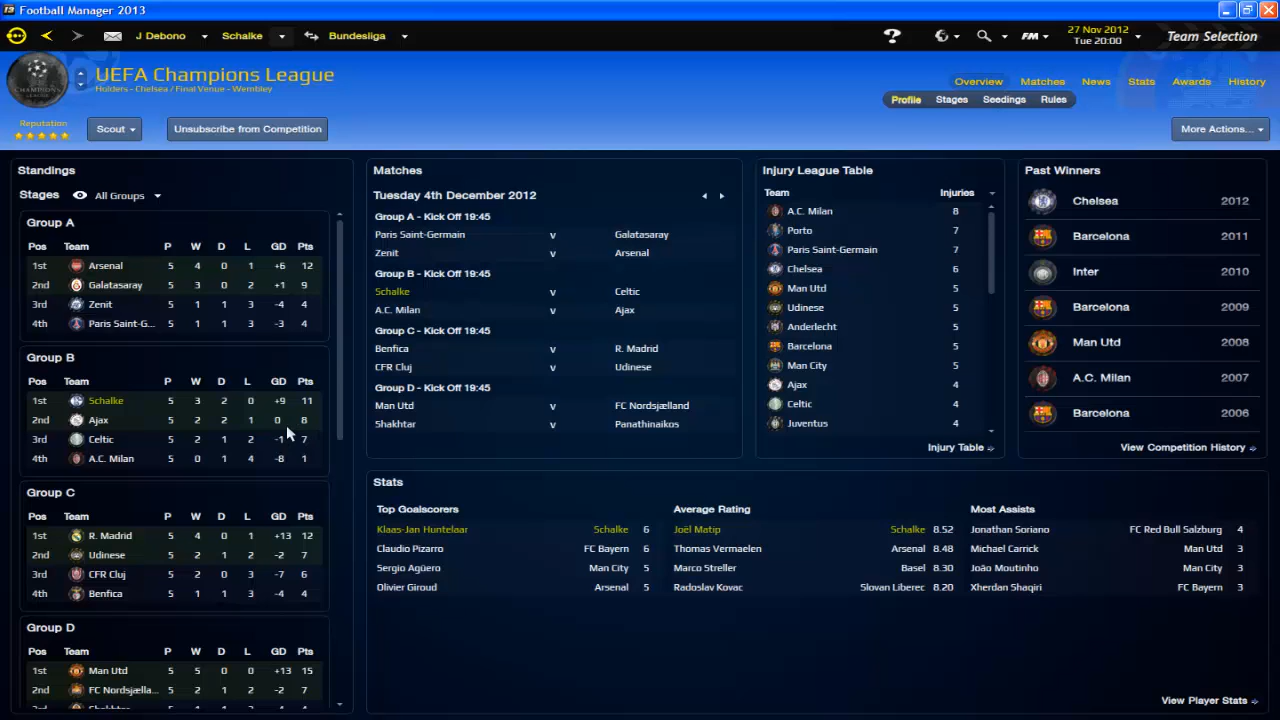 Football Manager 2013
J Debono Schalke Bundesliga FM 27 Nov 2012 Team Selection
Tue 20:00
UEFA Champions League
Holders - Chelsea / Final Venue - Wembley
Overview Matches News Stats Awards History
Profile Stages Seedings Rules
Reputation
Scout Unsubscribe from Competition More Actions...
Standings
Stages All Groups
Group A
Pos Team P W D L GD Pts
1st Arsenal 5 4 0 1 +6 12
2nd Galatasaray 5 3 0 2 +1 9
3rd Zenit 5 1 1 3 -4 4
4th Paris Saint-G... 5 1 1 3 -3 4
Group B
Pos Team P W D L GD Pts
1st Schalke 5 3 2 0 +9 11
2nd Ajax 5 2 2 1 0 8
3rd Celtic 5 2 1 2 -1 7
4th A.C. Milan 5 0 1 4 -8 1
Group C
Pos Team P W D L GD Pts
1st R. Madrid 5 4 0 1 +13 12
2nd Udinese 5 2 1 2 -2 7
3rd CFR Cluj 5 2 0 3 -7 6
4th Benfica 5 1 1 3 -4 4
Group D
Pos Team P W D L GD Pts
1st Man Utd 5 5 0 0 +13 15
2nd FC Nordsjælla... 5 2 1 2 -2 7
Matches
Tuesday 4th December 2012
Group A - Kick Off 19:45
Paris Saint-Germain v Galatasaray
Zenit v Arsenal
Group B - Kick Off 19:45
Schalke v Celtic
A.C. Milan v Ajax
Group C - Kick Off 19:45
Benfica v R. Madrid
CFR Cluj v Udinese
Group D - Kick Off 19:45
Man Utd v FC Nordsjælland
Shakhtar v Panathinaikos
Injury League Table
Team Injuries
A.C. Milan 8
Porto 7
Paris Saint-Germain 7
Chelsea 6
Man Utd 5
Udinese 5
Anderlecht 5
Barcelona 5
Man City 5
Ajax 4
Celtic 4
Juventus 4
Injury Table
Past Winners
Chelsea 2012
Barcelona 2011
Inter 2010
Barcelona 2009
Man Utd 2008
A.C. Milan 2007
Barcelona 2006
View Competition History
Stats
Top Goalscorers
Klaas-Jan Huntelaar Schalke 6
Claudio Pizarro FC Bayern 6
Sergio Agüero Man City 5
Olivier Giroud Arsenal 5
Average Rating
Joël Matip Schalke 8.52
Thomas Vermaelen Arsenal 8.48
Marco Streller Basel 8.30
Radoslav Kovac Slovan Liberec 8.20
Most Assists
Jonathan Soriano FC Red Bull Salzburg 4
Michael Carrick Man Utd 3
João Moutinho Man City 3
Xherdan Shaqiri FC Bayern 3
View Player Stats